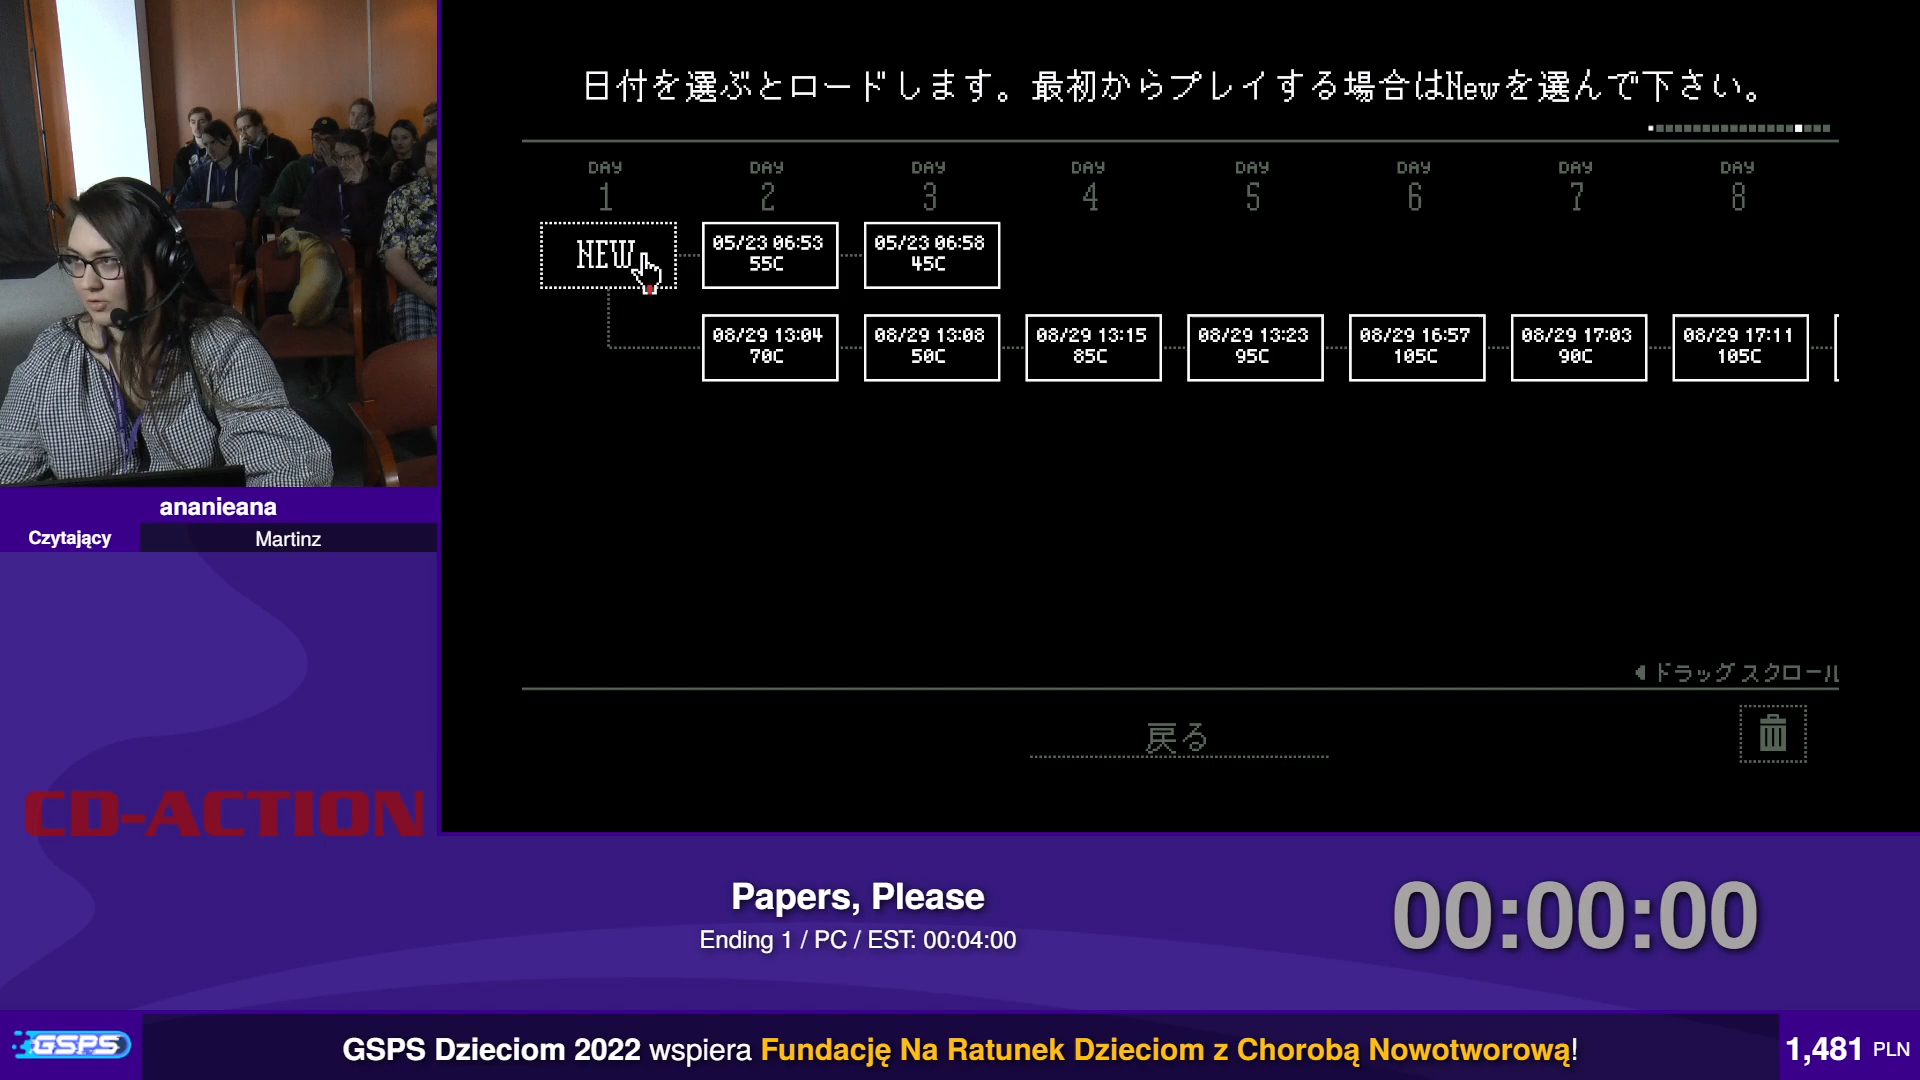 日付を選ぶとロードします。最初からプレイする場合はNewを選んで下さい。
DAY DAY DAY DAY DAY DAY DAY DAY
1 2 3 4 5 6 7 8
NEW
05/23 06:53
55C
05/23 06:58
45C
08/29 13:04
70C
08/29 13:08
50C
08/29 13:15
85C
08/29 13:23
95C
08/29 16:57
105C
08/29 17:03
90C
08/29 17:11
105C
ドラッグ スクロール
戻る
ananieana
Czytający Martinz
CD-ACTION
Papers, Please
Ending 1 / PC / EST: 00:04:00
00:00:00
GSPS
GSPS Dzieciom 2022 wspiera Fundację Na Ratunek Dzieciom z Chorobą Nowotworową!
1,481 PLN